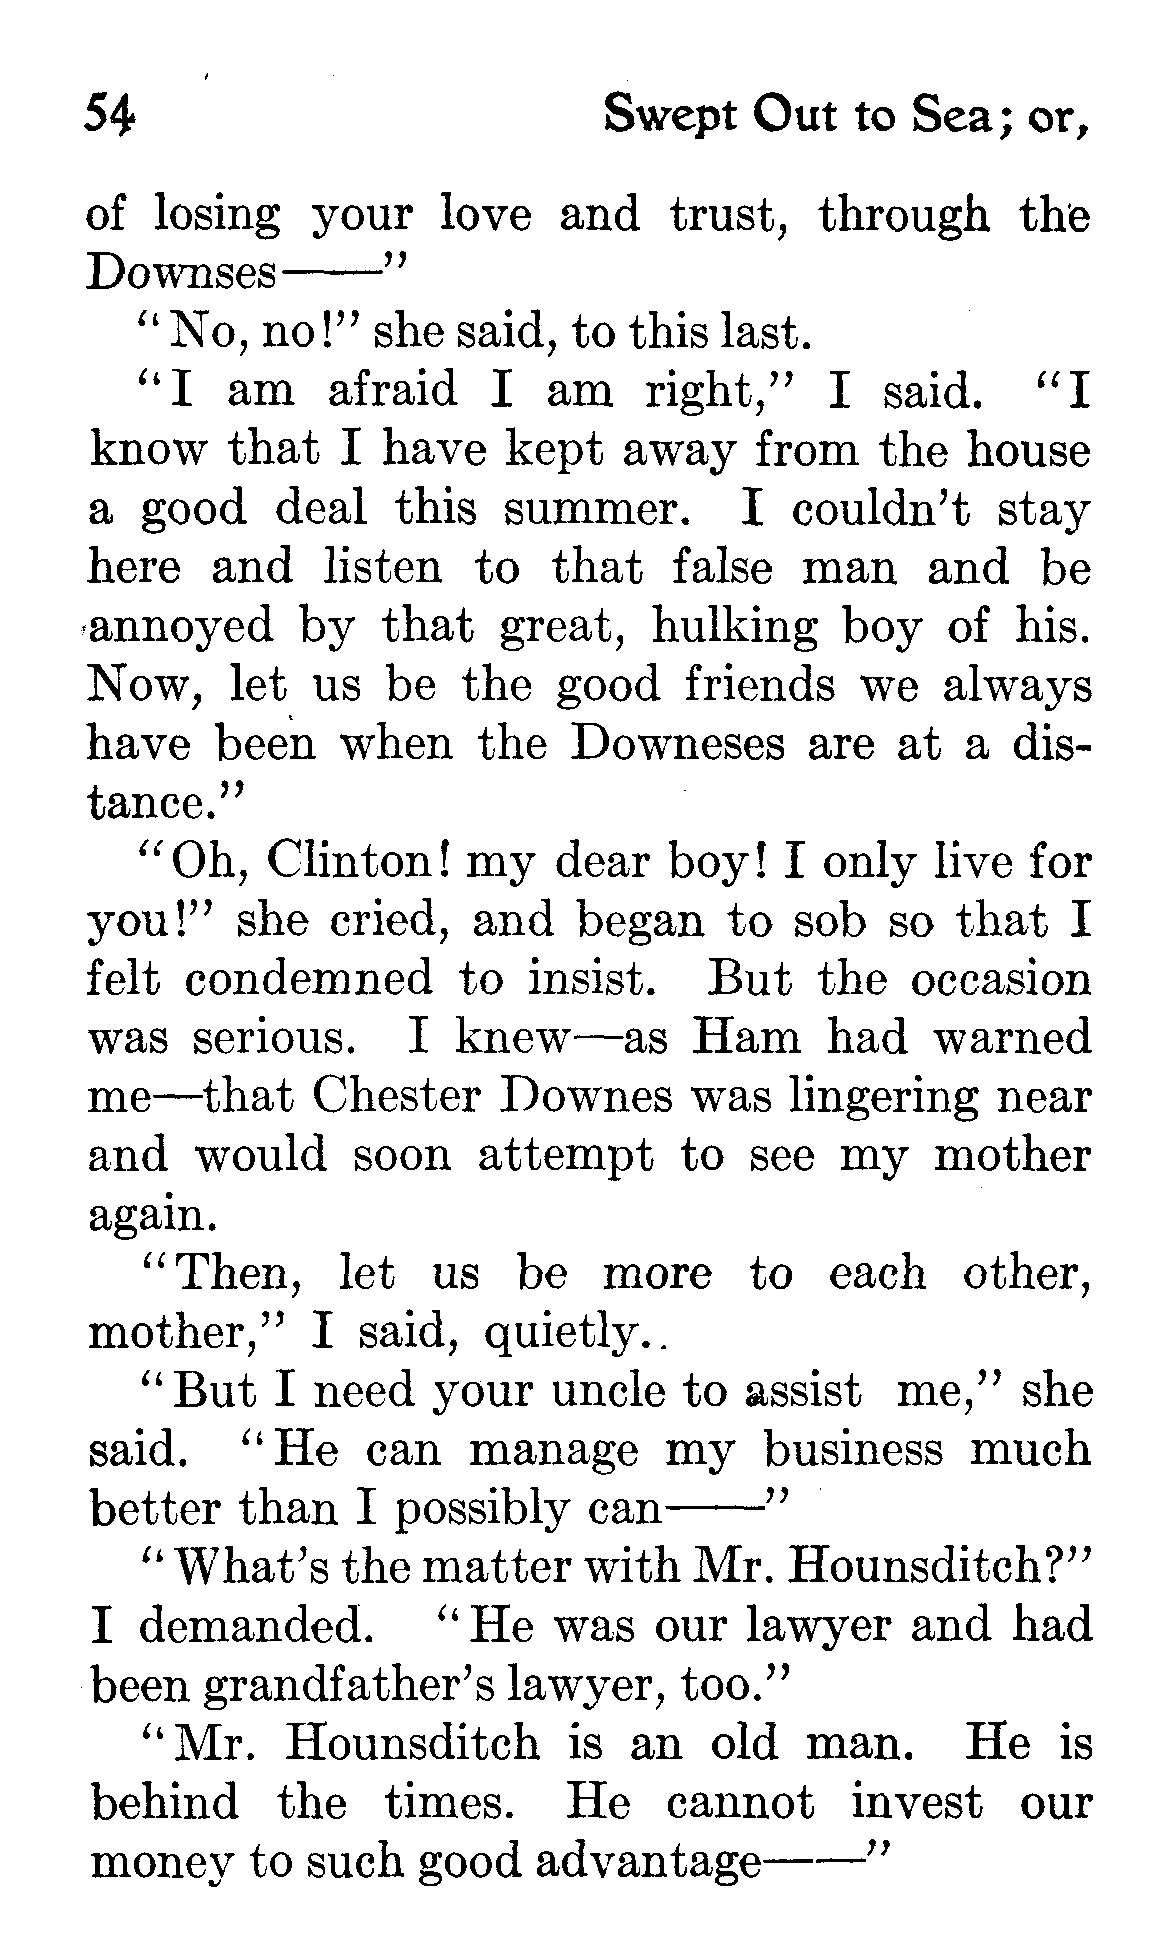 54 Swept Out to Sea; or,
of losing your love and trust, through the
Downses——”
“No, no!” she said, to this last.
“I am afraid I am right,” I said. “I
know that I have kept away from the house
a good deal this summer. I couldn’t stay
here and listen to that false man and be
annoyed by that great, hulking boy of his.
Now, let us be the good friends we always
have been when the Downeses are at a dis-
tance.”
“Oh, Clinton! my dear boy! I only live for
you!” she cried, and began to sob so that I
felt condemned to insist. But the occasion
was serious. I knew—as Ham had warned
me—that Chester Downes was lingering near
and would soon attempt to see my mother
again.
“Then, let us be more to each other,
mother,” I said, quietly..
“But I need your uncle to assist me,” she
said. “He can manage my business much
better than I possibly can——”
“What’s the matter with Mr. Hounsditch?”
I demanded. “He was our lawyer and had
been grandfather’s lawyer, too.”
“Mr. Hounsditch is an old man. He is
behind the times. He cannot invest our
money to such good advantage——”